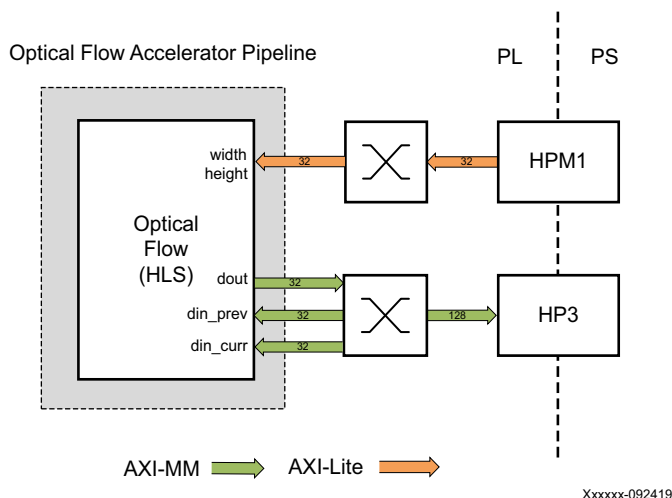 Optical Flow Accelerator Pipeline
PL
PS
width
height
32
32
HPM1
Optical
Flow
(HLS)
dout
32
din_prev
32
128
HP3
din_curr
32
AXI-MM
AXI-Lite
Xxxxxx-092419